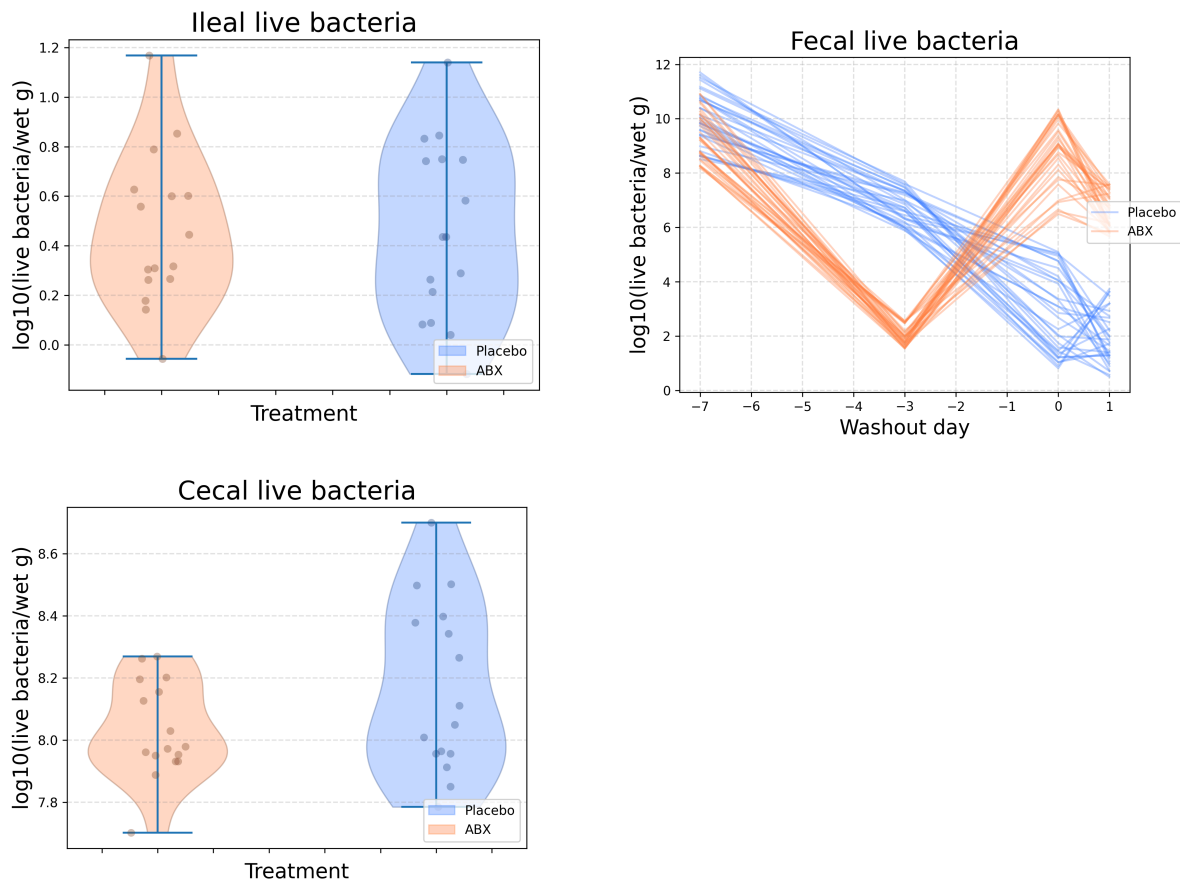 Ileal live bacteria
log10(live bacteria/wet g)
1.2
1.0
0.8
0.6
0.4
0.2
0.0
Placebo
ABX
Treatment
Fecal live bacteria
log10(live bacteria/wet g)
12
10
8
6
4
2
0
Placebo
ABX
−7 −6 −5 −4 −3 −2 −1 0 1
Washout day
Cecal live bacteria
log10(live bacteria/wet g)
8.6
8.4
8.2
8.0
7.8
Placebo
ABX
Treatment